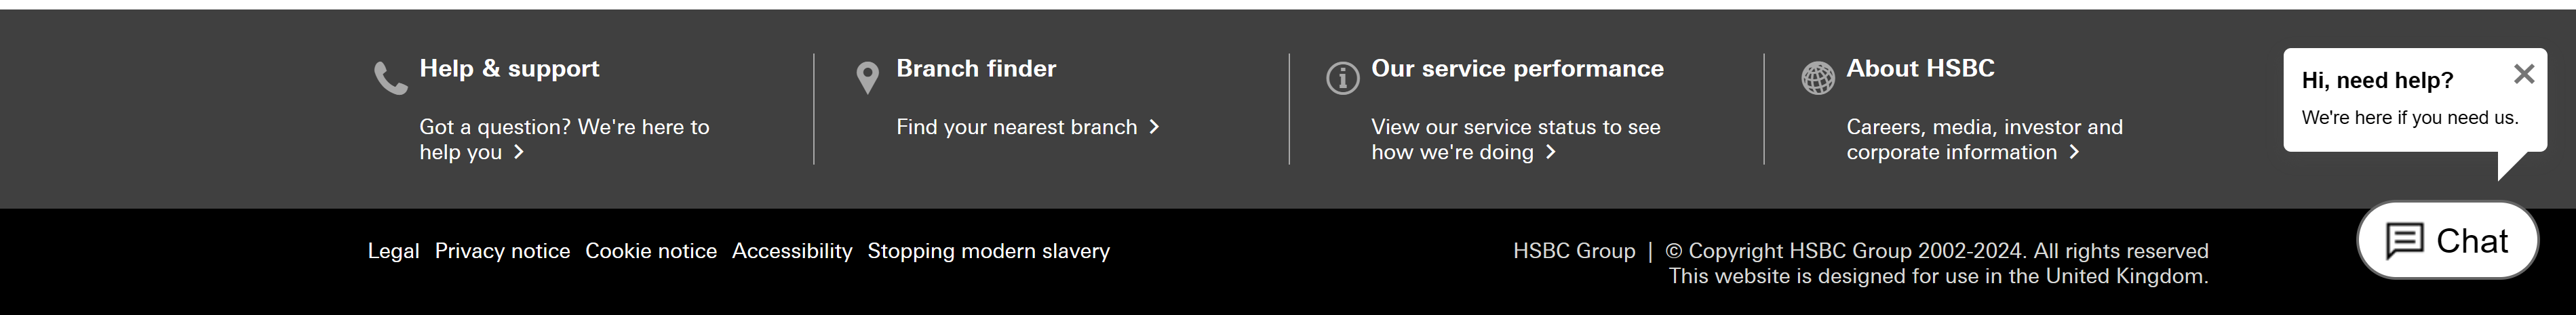 Help & support
Got a question? We're here to
help you
Branch finder
Find your nearest branch
Our service performance
View our service status to see
how we're doing
About HSBC
Careers, media, investor and
corporate information
Hi, need help?
We're here if you need us.
Chat
Legal Privacy notice Cookie notice Accessibility Stopping modern slavery
HSBC Group | © Copyright HSBC Group 2002-2024. All rights reserved
This website is designed for use in the United Kingdom.